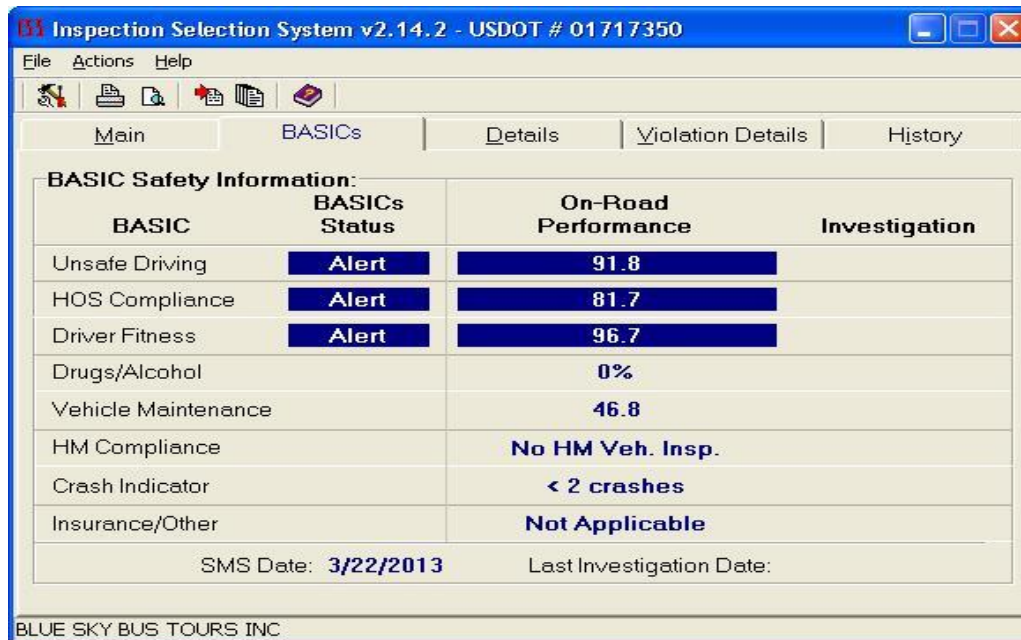 ISS Inspection Selection System v2.14.2 - USDOT # 01717350
File Actions Help
Main BASICs Details Violation Details History
BASIC Safety Information:
BASIC BASICs Status On-Road Performance Investigation
Unsafe Driving Alert 91.8
HOS Compliance Alert 81.7
Driver Fitness Alert 96.7
Drugs/Alcohol 0%
Vehicle Maintenance 46.8
HM Compliance No HM Veh. Insp.
Crash Indicator < 2 crashes
Insurance/Other Not Applicable
SMS Date: 3/22/2013 Last Investigation Date:
BLUE SKY BUS TOURS INC